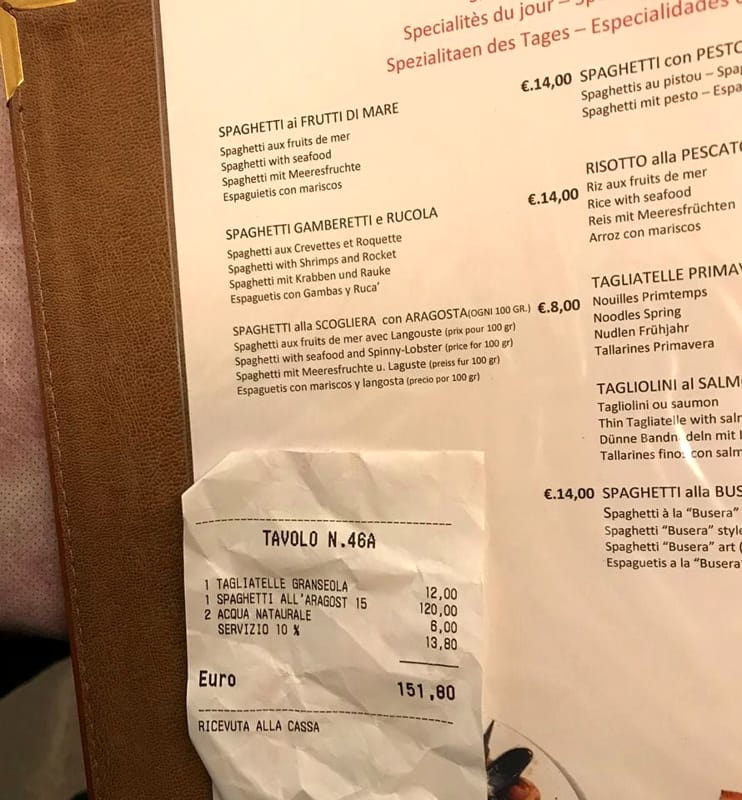 Specialitès du jour –
Spezialitaen des Tages – Especialidades
SPAGHETTI ai FRUTTI DI MARE €.14,00
Spaghetti aux fruits de mer
Spaghetti with seafood
Spaghetti mit Meeresfruchte
Espaguietis con mariscos
SPAGHETTI GAMBERETTI e RUCOLA €.14,00
Spaghetti aux Crevettes et Roquette
Spaghetti with Shrimps and Rocket
Spaghetti mit Krabben und Rauke
Espaguetis con Gambas y Ruca'
SPAGHETTI alla SCOGLIERA con ARAGOSTA(OGNI 100 GR.) €.8,00
Spaghetti aux fruits de mer avec Langouste (prix pour 100 gr)
Spaghetti with seafood and Spinny-Lobster (price for 100 gr)
Spaghetti mit Meeresfruchte u. Laguste (preiss fur 100 gr)
Espaguetis con mariscos y langosta (precio por 100 gr)
€.14,00
SPAGHETTI con PESTO
Spaghettis au pistou – Spa
Spaghetti mit pesto – Espa
RISOTTO alla PESCATO
Riz aux fruits de mer
Rice with seafood
Reis mit Meeresfrüchten
Arroz con mariscos
TAGLIATELLE PRIMAV
Nouilles Primtemps
Noodles Spring
Nudlen Frühjahr
Tallarines Primavera
TAGLIOLINI al SALM
Tagliolini ou saumon
Thin Tagliatelle with salm
Dünne Bandnudeln mit
Tallarines finos con salm
SPAGHETTI alla BUS
Spaghetti à la "Busera"
Spaghetti "Busera" style
Spaghetti "Busera" art (
Espaguetis a la "Busera"
TAVOLO N.46A
1 TAGLIATELLE GRANSEOLA 12,00
1 SPAGHETTI ALL'ARAGOST 15 120,00
2 ACQUA NATAURALE 6,00
SERVIZIO 10 % 13,80
Euro 151,80
RICEVUTA ALLA CASSA